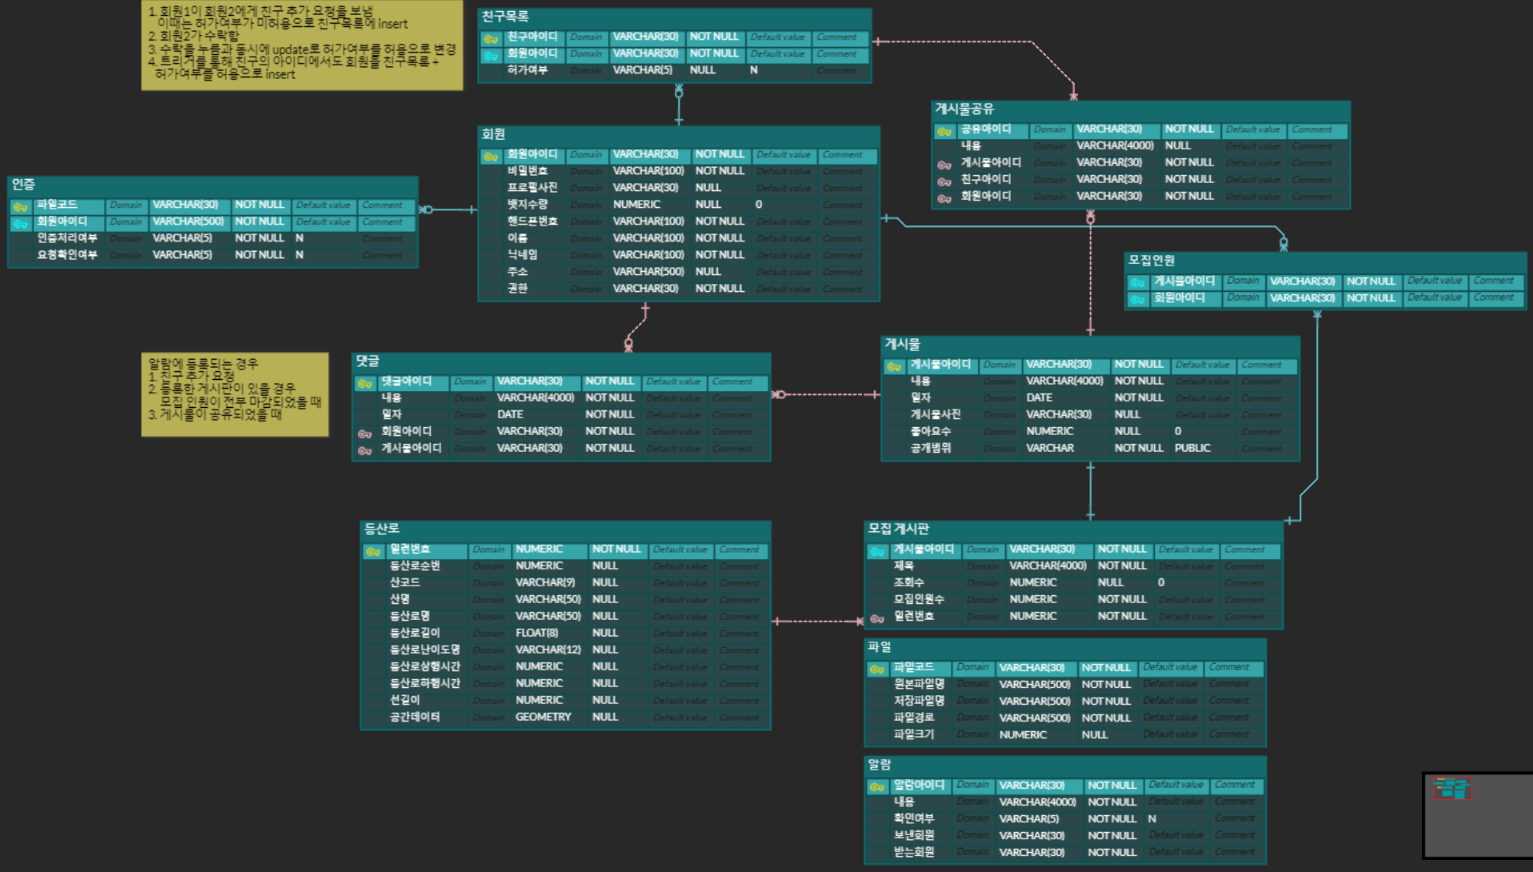 1. 회원1이 회원2에게 친구 추가 요청을 보냄
이때는 허가여부가 미허용으로 친구목록에 insert
2. 회원2가 수락함
3. 수락을 누름과 동시에 update로 허가여부를 허용으로 변경
4. 트리거를 통해 친구의 아이디에서도 회원을 친구목록 +
허가여부를 허용으로 insert
친구목록
친구아이디 Domain VARCHAR(30) NOT NULL Default value Comment
회원아이디 Domain VARCHAR(30) NOT NULL Default value Comment
허가여부 Domain VARCHAR(5) NULL N Comment
게시물공유
공유아이디 Domain VARCHAR(30) NOT NULL Default value Comment
내용 Domain VARCHAR(4000) NULL Default value Comment
게시물아이디 Domain VARCHAR(30) NOT NULL Default value Comment
친구아이디 Domain VARCHAR(30) NOT NULL Default value Comment
회원아이디 Domain VARCHAR(30) NOT NULL Default value Comment
회원
회원아이디 Domain VARCHAR(30) NOT NULL Default value Comment
비밀번호 Domain VARCHAR(100) NOT NULL Default value Comment
프로필사진 Domain VARCHAR(30) NULL Default value Comment
뱃지수량 Domain NUMERIC NULL 0 Comment
핸드폰번호 Domain VARCHAR(100) NOT NULL Default value Comment
이름 Domain VARCHAR(100) NOT NULL Default value Comment
닉네임 Domain VARCHAR(100) NOT NULL Default value Comment
주소 Domain VARCHAR(500) NULL Default value Comment
권한 Domain VARCHAR(30) NOT NULL Default value Comment
인증
파일코드 Domain VARCHAR(30) NOT NULL Default value Comment
회원아이디 Domain VARCHAR(500) NOT NULL Default value Comment
인증처리여부 Domain VARCHAR(5) NOT NULL N Comment
요청확인여부 Domain VARCHAR(5) NOT NULL N Comment
모집인원
게시물아이디 Domain VARCHAR(30) NOT NULL Default value Comment
회원아이디 Domain VARCHAR(30) NOT NULL Default value Comment
알람에 등록되는 경우
1. 친구 추가 요청
2. 등록한 게시판이 있을 경우
모집 인원이 전부 마감되었을 때
3. 게시물이 공유되었을 때
댓글
댓글아이디 Domain VARCHAR(30) NOT NULL Default value Comment
내용 Domain VARCHAR(4000) NOT NULL Default value Comment
일자 Domain DATE NOT NULL Default value Comment
회원아이디 Domain VARCHAR(30) NOT NULL Default value Comment
게시물아이디 Domain VARCHAR(30) NOT NULL Default value Comment
게시물
게시물아이디 Domain VARCHAR(30) NOT NULL Default value Comment
내용 Domain VARCHAR(4000) NOT NULL Default value Comment
일자 Domain DATE NOT NULL Default value Comment
게시물사진 Domain VARCHAR(30) NULL Default value Comment
좋아요수 Domain NUMERIC NULL 0 Comment
공개범위 Domain VARCHAR NOT NULL PUBLIC Comment
등산로
일련번호 Domain NUMERIC NOT NULL Default value Comment
등산로순번 Domain NUMERIC NULL Default value Comment
산코드 Domain VARCHAR(9) NULL Default value Comment
산명 Domain VARCHAR(50) NULL Default value Comment
등산로명 Domain VARCHAR(50) NULL Default value Comment
등산로길이 Domain FLOAT(8) NULL Default value Comment
등산로난이도명 Domain VARCHAR(12) NULL Default value Comment
등산로상행시간 Domain NUMERIC NULL Default value Comment
등산로하행시간 Domain NUMERIC NULL Default value Comment
선길이 Domain NUMERIC NULL Default value Comment
공간데이터 Domain GEOMETRY NULL Default value Comment
모집 게시판
게시물아이디 Domain VARCHAR(30) NOT NULL Default value Comment
제목 Domain VARCHAR(4000) NOT NULL Default value Comment
조회수 Domain NUMERIC NULL 0 Comment
모집인원수 Domain NUMERIC NOT NULL Default value Comment
일련번호 Domain NUMERIC NOT NULL Default value Comment
파일
파일코드 Domain VARCHAR(30) NOT NULL Default value Comment
원본파일명 Domain VARCHAR(500) NOT NULL Default value Comment
저장파일명 Domain VARCHAR(500) NOT NULL Default value Comment
파일경로 Domain VARCHAR(500) NOT NULL Default value Comment
파일크기 Domain NUMERIC NULL Default value Comment
알람
알람아이디 Domain VARCHAR(30) NOT NULL Default value Comment
내용 Domain VARCHAR(4000) NOT NULL Default value Comment
확인여부 Domain VARCHAR(5) NOT NULL N Comment
보낸회원 Domain VARCHAR(30) NOT NULL Default value Comment
받는회원 Domain VARCHAR(30) NOT NULL Default value Comment